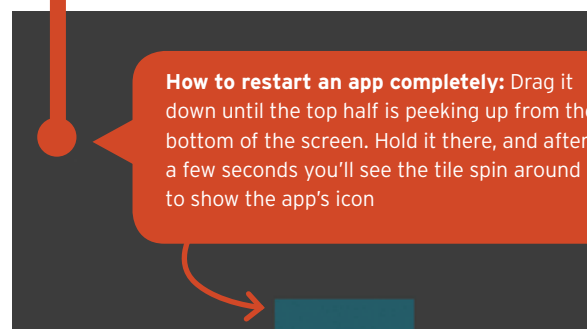 How to restart an app completely: Drag it
down until the top half is peeking up from the
bottom of the screen. Hold it there, and after
a few seconds you’ll see the tile spin around
to show the app’s icon